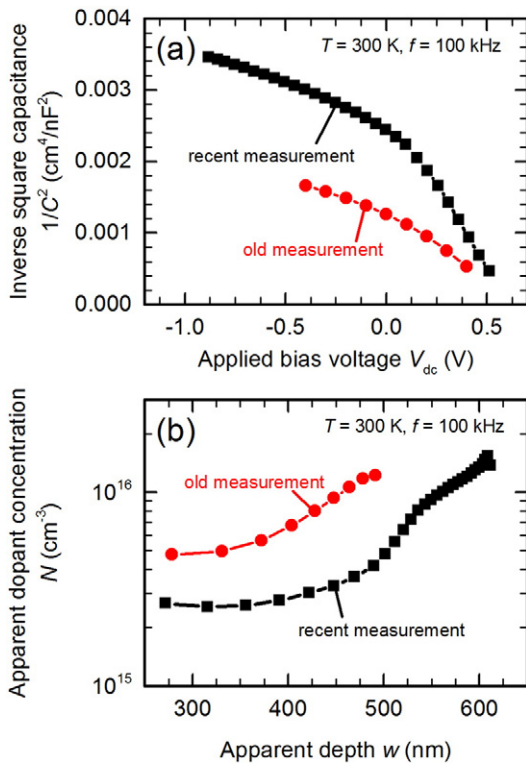 (a)
T = 300 K, f = 100 kHz
Inverse square capacitance
1/C² (cm⁴/nF²)
0.004
0.003
0.002
0.001
0.000
recent measurement
old measurement
-1.0
-0.5
0.0
0.5
Applied bias voltage V_dc (V)
(b)
T = 300 K, f = 100 kHz
Apparent dopant concentration
N (cm⁻³)
10¹⁶
10¹⁵
old measurement
recent measurement
300
400
500
600
Apparent depth w (nm)